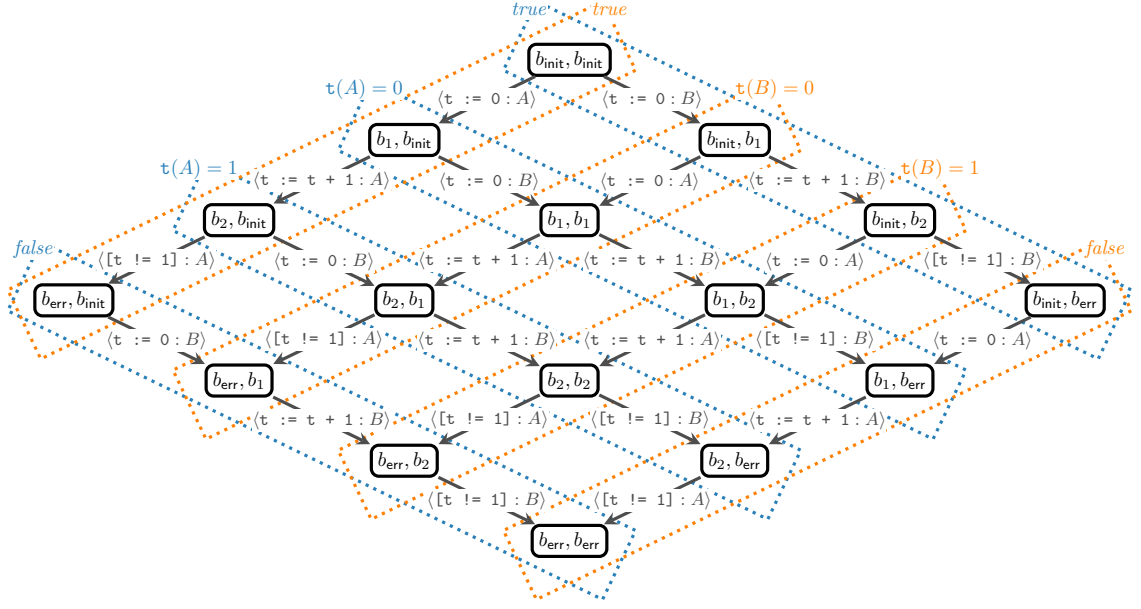 true true
b_init, b_init
t(A) = 0 ⟨t := 0 : A⟩ ⟨t := 0 : B⟩ t(B) = 0
b_1, b_init b_init, b_1
t(A) = 1 ⟨t := t + 1 : A⟩ ⟨t := 0 : B⟩ ⟨t := 0 : A⟩ ⟨t := t + 1 : B⟩ t(B) = 1
b_2, b_init b_1, b_1 b_init, b_2
false ⟨[t != 1] : A⟩ ⟨t := 0 : B⟩ ⟨t := t + 1 : A⟩ ⟨t := t + 1 : B⟩ ⟨t := 0 : A⟩ ⟨[t != 1] : B⟩ false
b_err, b_init b_2, b_1 b_1, b_2 b_init, b_err
⟨t := 0 : B⟩ ⟨[t != 1] : A⟩ ⟨t := t + 1 : B⟩ ⟨t := t + 1 : A⟩ ⟨[t != 1] : B⟩ ⟨t := 0 : A⟩
b_err, b_1 b_2, b_2 b_1, b_err
⟨t := t + 1 : B⟩ ⟨[t != 1] : A⟩ ⟨[t != 1] : B⟩ ⟨t := t + 1 : A⟩
b_err, b_2 b_2, b_err
⟨[t != 1] : B⟩ ⟨[t != 1] : A⟩
b_err, b_err